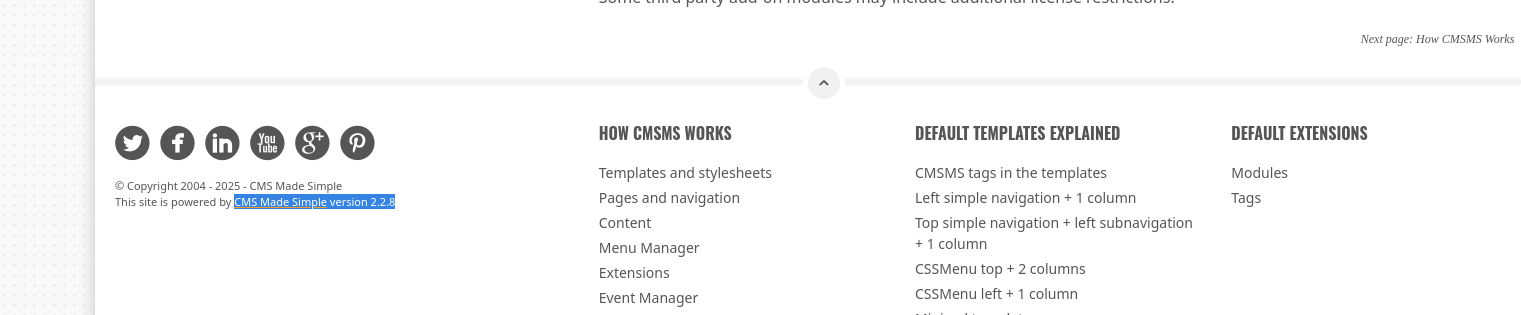 Some third party add-on modules may include additional license restrictions.
Next page: How CMSMS Works
You Tube
© Copyright 2004 - 2025 - CMS Made Simple
This site is powered by CMS Made Simple version 2.2.8
HOW CMSMS WORKS
Templates and stylesheets
Pages and navigation
Content
Menu Manager
Extensions
Event Manager
DEFAULT TEMPLATES EXPLAINED
CMSMS tags in the templates
Left simple navigation + 1 column
Top simple navigation + left subnavigation
+ 1 column
CSSMenu top + 2 columns
CSSMenu left + 1 column
DEFAULT EXTENSIONS
Modules
Tags